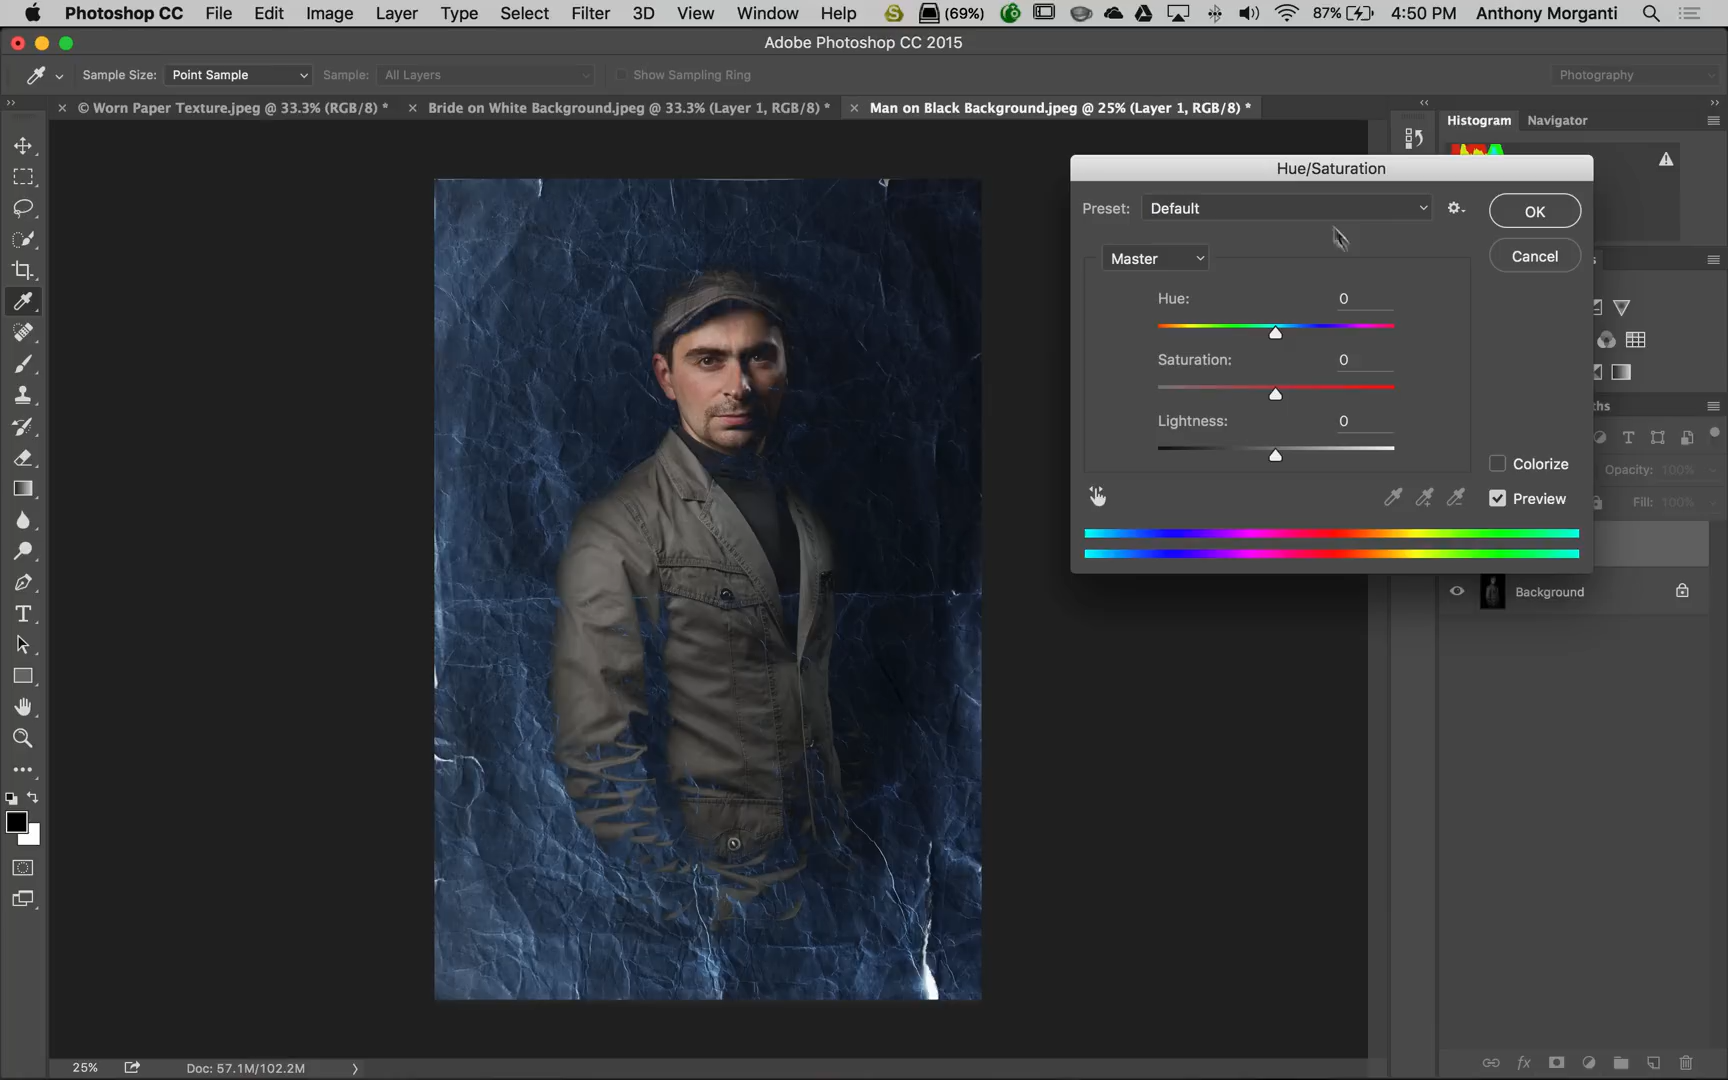 Photoshop CC File Edit Image Layer Type Select Filter 3D View Window Help (69%) 87% 4:50 PM Anthony Morganti
Adobe Photoshop CC 2015
Sample Size: Point Sample Sample: All Layers Show Sampling Ring Photography
© Worn Paper Texture.jpeg @ 33.3% (RGB/8) * Bride on White Background.jpeg @ 33.3% (Layer 1, RGB/8) * Man on Black Background.jpeg @ 25% (Layer 1, RGB/8) *
Histogram Navigator
Hue/Saturation
Preset: Default
OK
Master
Cancel
Hue: 0
Saturation: 0
Lightness: 0
Colorize
Opacity: 100%
Preview
Fill: 100%
Background
25% Doc: 57.1M/102.2M